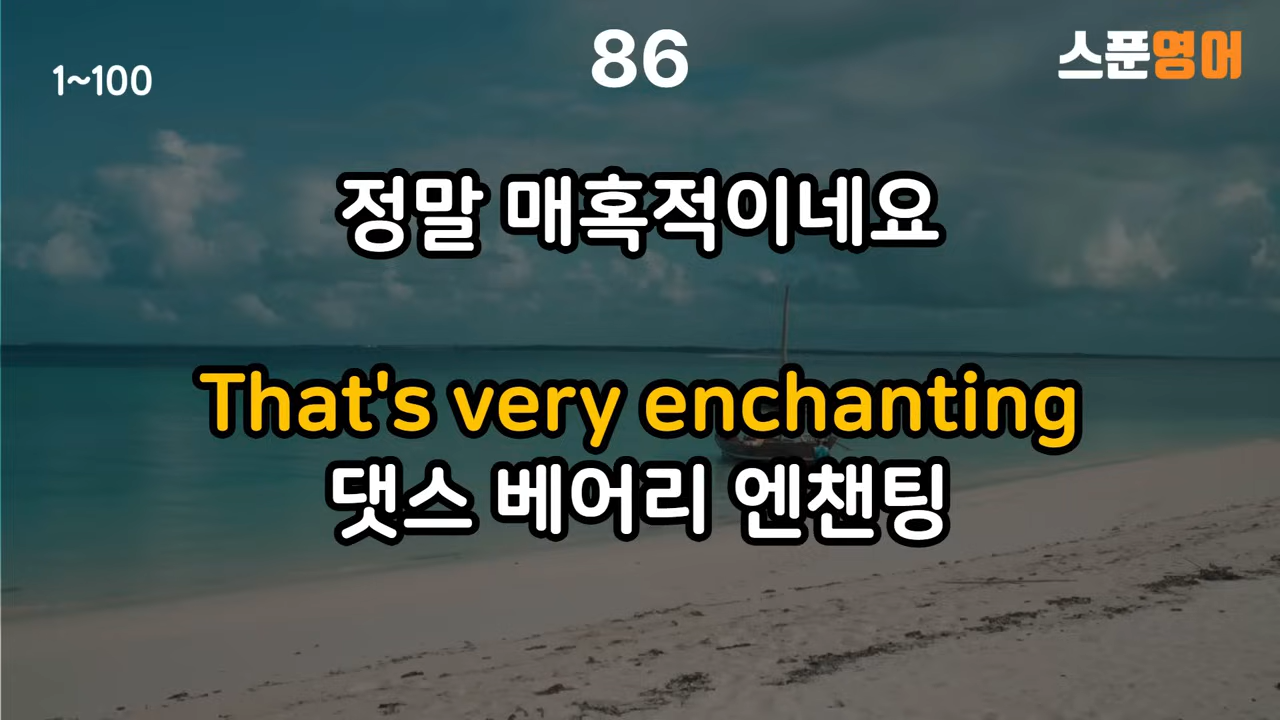 86
1~100
스푼영어
정말 매혹적이네요
That's very enchanting
댓스 베어리 엔챈팅